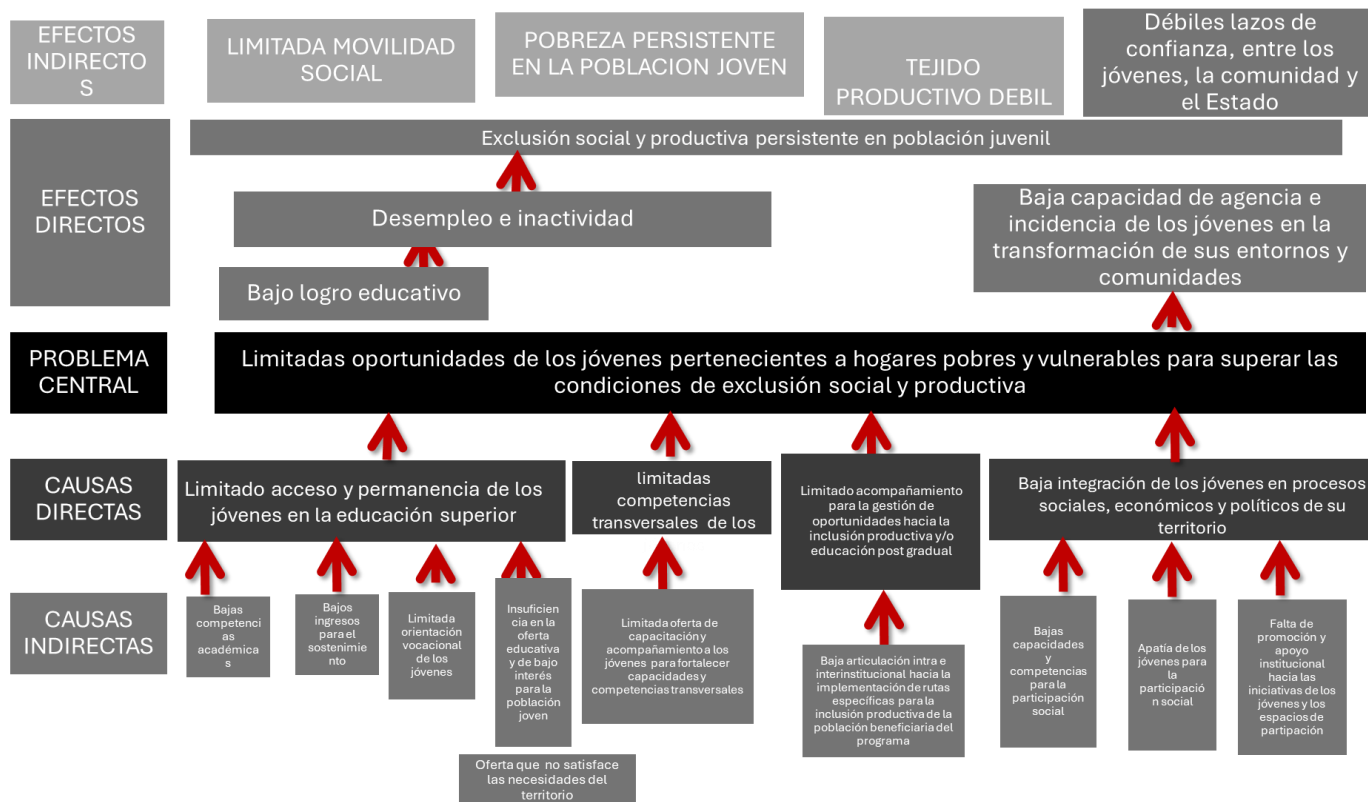 EFECTOS
INDIRECTO
S
LIMITADA MOVILIDAD
SOCIAL
POBREZA PERSISTENTE
EN LA POBLACION JOVEN
TEJIDO
PRODUCTIVO DEBIL
Débiles lazos de
confianza, entre los
jóvenes, la comunidad y
el Estado
EFECTOS
DIRECTOS
Exclusión social y productiva persistente en población juvenil
Desempleo e inactividad
Bajo logro educativo
Baja capacidad de agencia e
incidencia de los jóvenes en la
transformación de sus entornos y
comunidades
PROBLEMA
CENTRAL
Limitadas oportunidades de los jóvenes pertenecientes a hogares pobres y vulnerables para superar las
condiciones de exclusión social y productiva
CAUSAS
DIRECTAS
Limitado acceso y permanencia de los
jóvenes en la educación superior
limitadas
competencias
transversales de los
Limitado acompañamiento
para la gestión de
oportunidades hacia la
inclusión productiva y/o
educación post gradual
Baja integración de los jóvenes en procesos
sociales, económicos y políticos de su
territorio
CAUSAS
INDIRECTAS
Bajas
competenci
as
académica
s
Bajos
ingresos
para el
sostenimie
nto
Limitada
orientación
vocacional
de los
jóvenes
Insuficie
ncia en la
oferta
educativa
y de bajo
interés
para la
población
joven
Oferta que no satisface
las necesidades del
territorio
Limitada oferta de
capacitación y
acompañamiento a los
jóvenes para fortalecer
capacidades y
competencias transversales
Baja articulación intra e
interinstitucional hacia la
implementación de rutas
específicas para la
inclusión productiva de la
población beneficiaria del
programa
Bajas
capacidades
y
competencias
para la
participación
social
Apatía de los
jóvenes para
la
participació
n social
Falta de
promoción y
apoyo
institucional
hacia las
iniciativas de los
jóvenes y los
espacios de
partipación